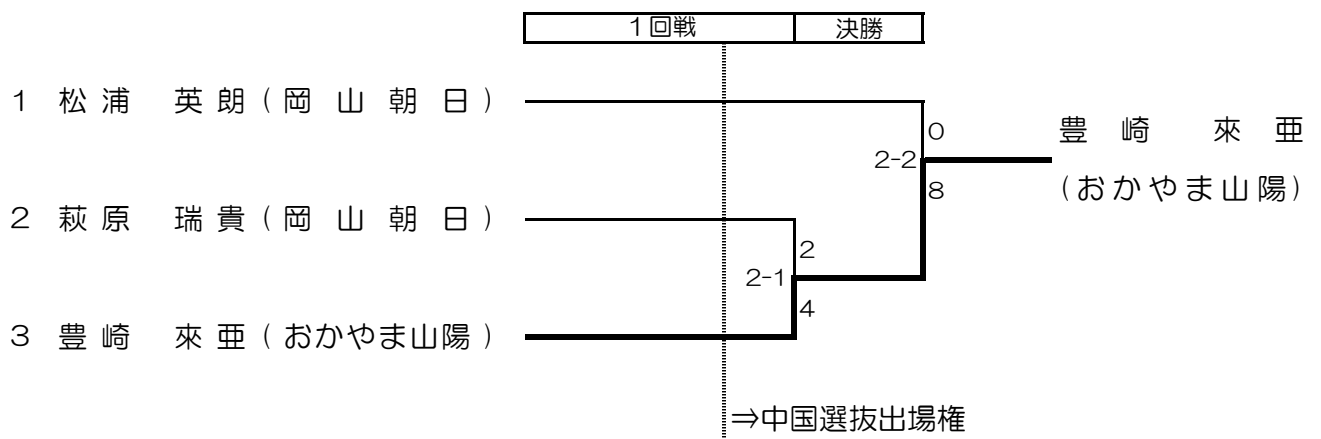 1回戦 決勝
1 松浦 英朗(岡山朝日)
0
豊崎 來亜
2-2
8
(おかやま山陽)
2 萩原 瑞貴(岡山朝日)
2
2-1
4
3 豊崎 來亜(おかやま山陽)
⇒中国選抜出場権